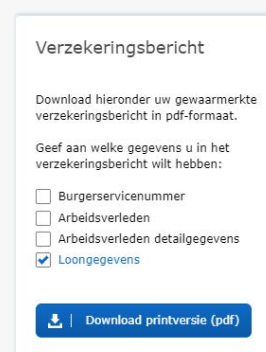 Verzekeringsbericht
Download hieronder uw gewaarmerkte
verzekeringsbericht in pdf-formaat.
Geef aan welke gegevens u in het
verzekeringsbericht wilt hebben:
Burgerservicenummer
Arbeidsverleden
Arbeidsverleden detailgegevens
Loongegevens
Download printversie (pdf)